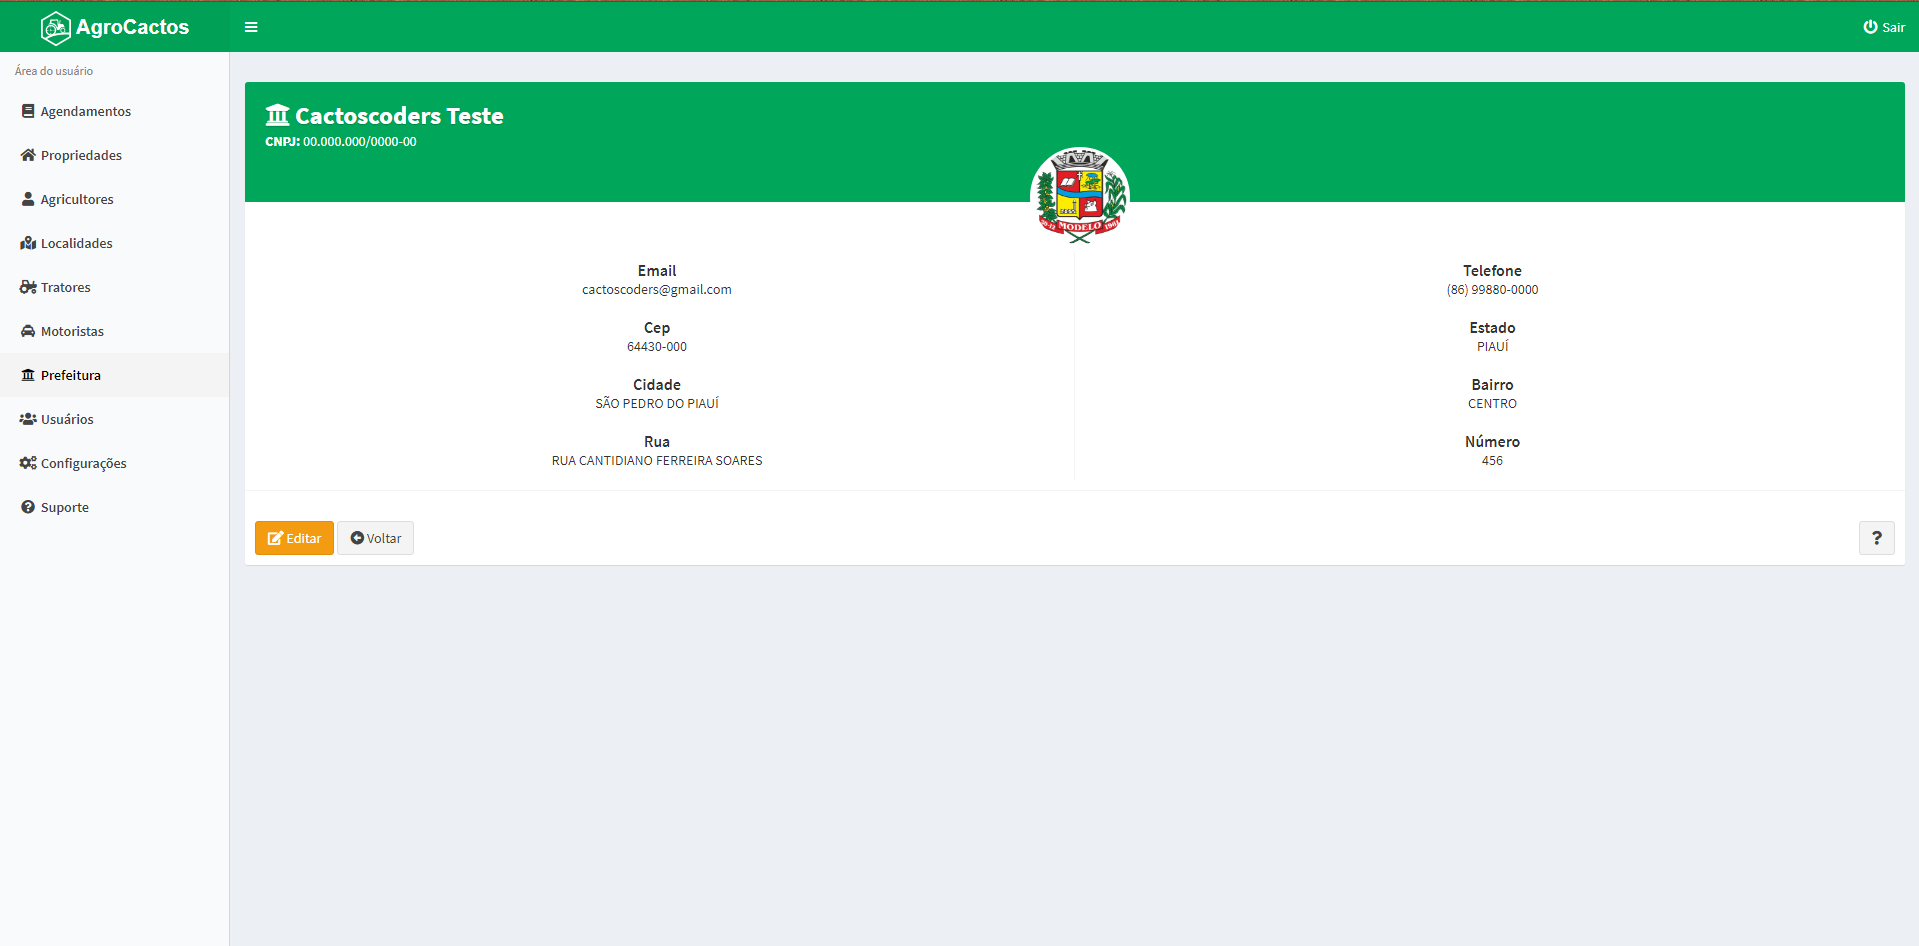 AgroCactos
Sair
Área do usuário
Agendamentos
Propriedades
Agricultores
Localidades
Tratores
Motoristas
Prefeitura
Usuários
Configurações
Suporte
Cactoscoders Teste
CNPJ: 00.000.000/0000-00
MODELO
Email
cactoscoders@gmail.com
Telefone
(86) 99880-0000
Cep
64430-000
Estado
PIAUÍ
Cidade
SÃO PEDRO DO PIAUÍ
Bairro
CENTRO
Rua
RUA CANTIDIANO FERREIRA SOARES
Número
456
Editar
Voltar
?